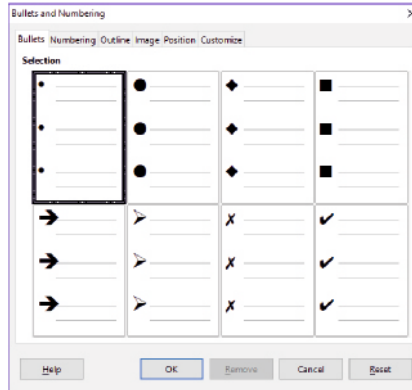 Bullets and Numbering
Bullets Numbering Outline Image Position Customize
Selection
Help OK Remove Cancel Reset